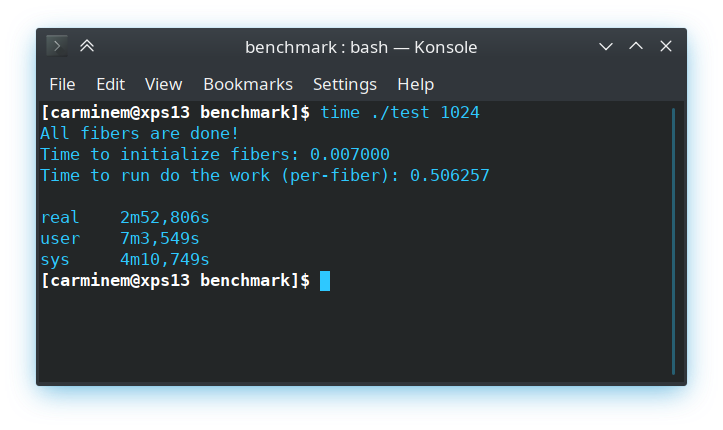 benchmark : bash — Konsole
File Edit View Bookmarks Settings Help
[carminem@xps13 benchmark]$ time ./test 1024
All fibers are done!
Time to initialize fibers: 0.007000
Time to run do the work (per-fiber): 0.506257
real 2m52,806s
user 7m3,549s
sys 4m10,749s
[carminem@xps13 benchmark]$